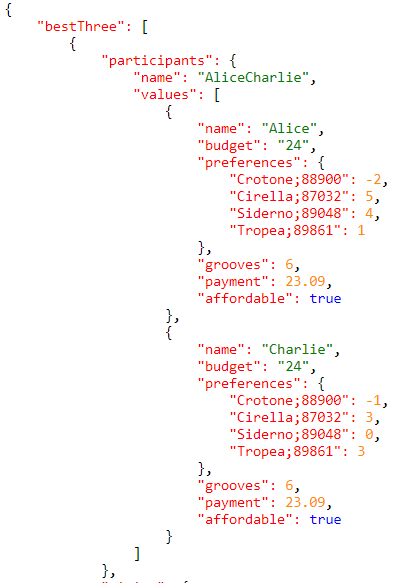 {
"bestThree": [
{
"participants": {
"name": "AliceCharlie",
"values": [
{
"name": "Alice",
"budget": "24",
"preferences": {
"Crotone;88900": -2,
"Cirella;87032": 5,
"Siderno;89048": 4,
"Tropea;89861": 1
},
"grooves": 6,
"payment": 23.09,
"affordable": true
},
{
"name": "Charlie",
"budget": "24",
"preferences": {
"Crotone;88900": -1,
"Cirella;87032": 3,
"Siderno;89048": 0,
"Tropea;89861": 3
},
"grooves": 6,
"payment": 23.09,
"affordable": true
}
]
},